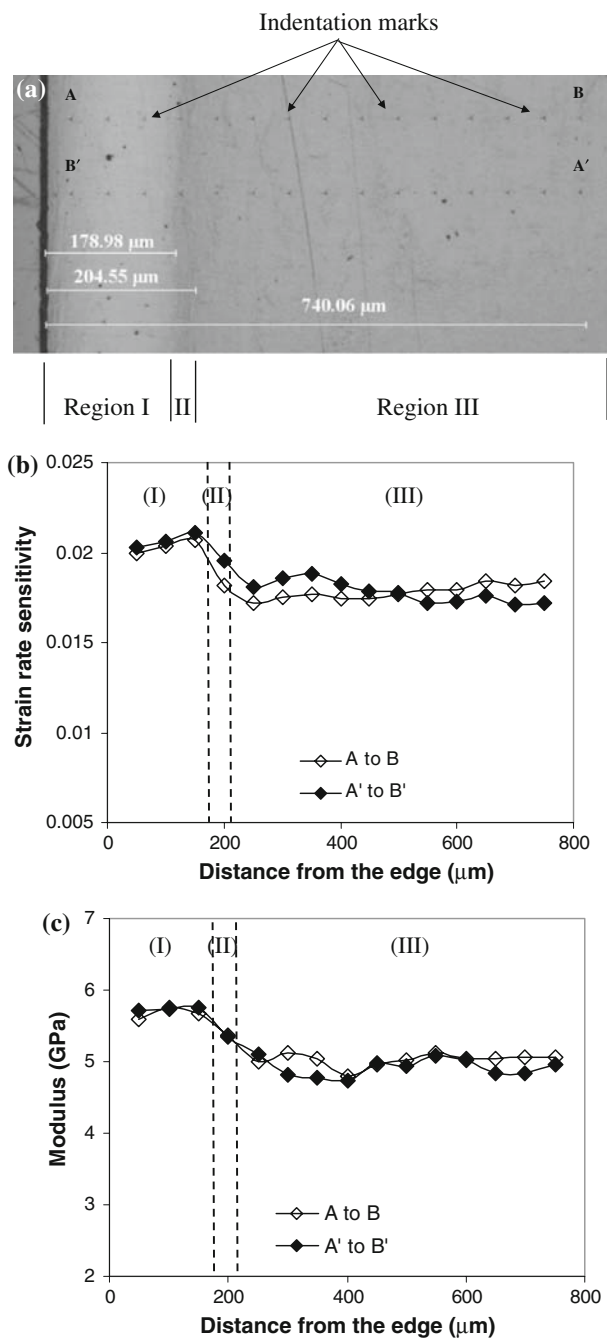 Indentation marks
(a)
A
B
B′
A′
178.98 µm
204.55 µm
740.06 µm
Region I
II
Region III
(b)
0.025
0.02
0.015
0.01
0.005
(I)
(II)
(III)
Strain rate sensitivity
A to B
A' to B'
0
200
400
600
800
Distance from the edge (µm)
(c)
7
6
5
4
3
2
(I)
(II)
(III)
Modulus (GPa)
A to B
A' to B'
0
200
400
600
800
Distance from the edge (µm)